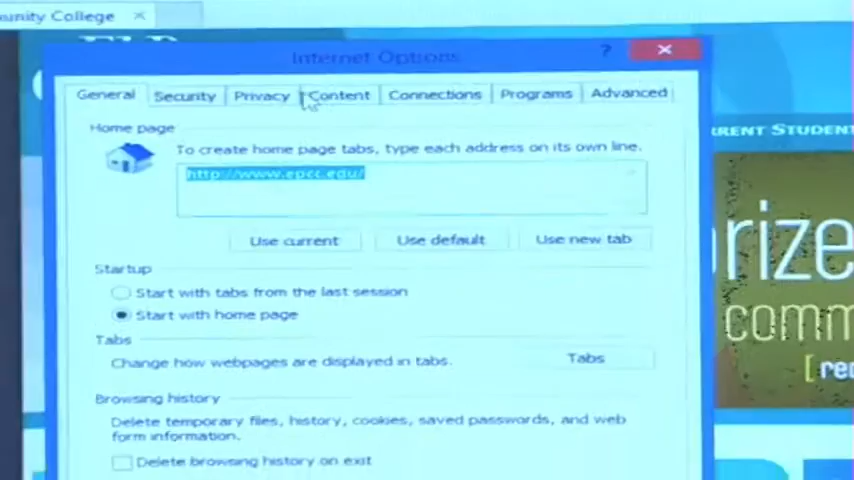 unity College
Internet Options
?
General Security Privacy Content Connections Programs Advanced
Home page
To create home page tabs, type each address on its own line.
http://www.epcc.edu/
Use current Use default Use new tab
Startup
Start with tabs from the last session
Start with home page
Tabs
Change how webpages are displayed in tabs.
Tabs
Browsing history
Delete temporary files, history, cookies, saved passwords, and web
form information.
Delete browsing history on exit
RRENT STUDENT
orize
comm
[rec